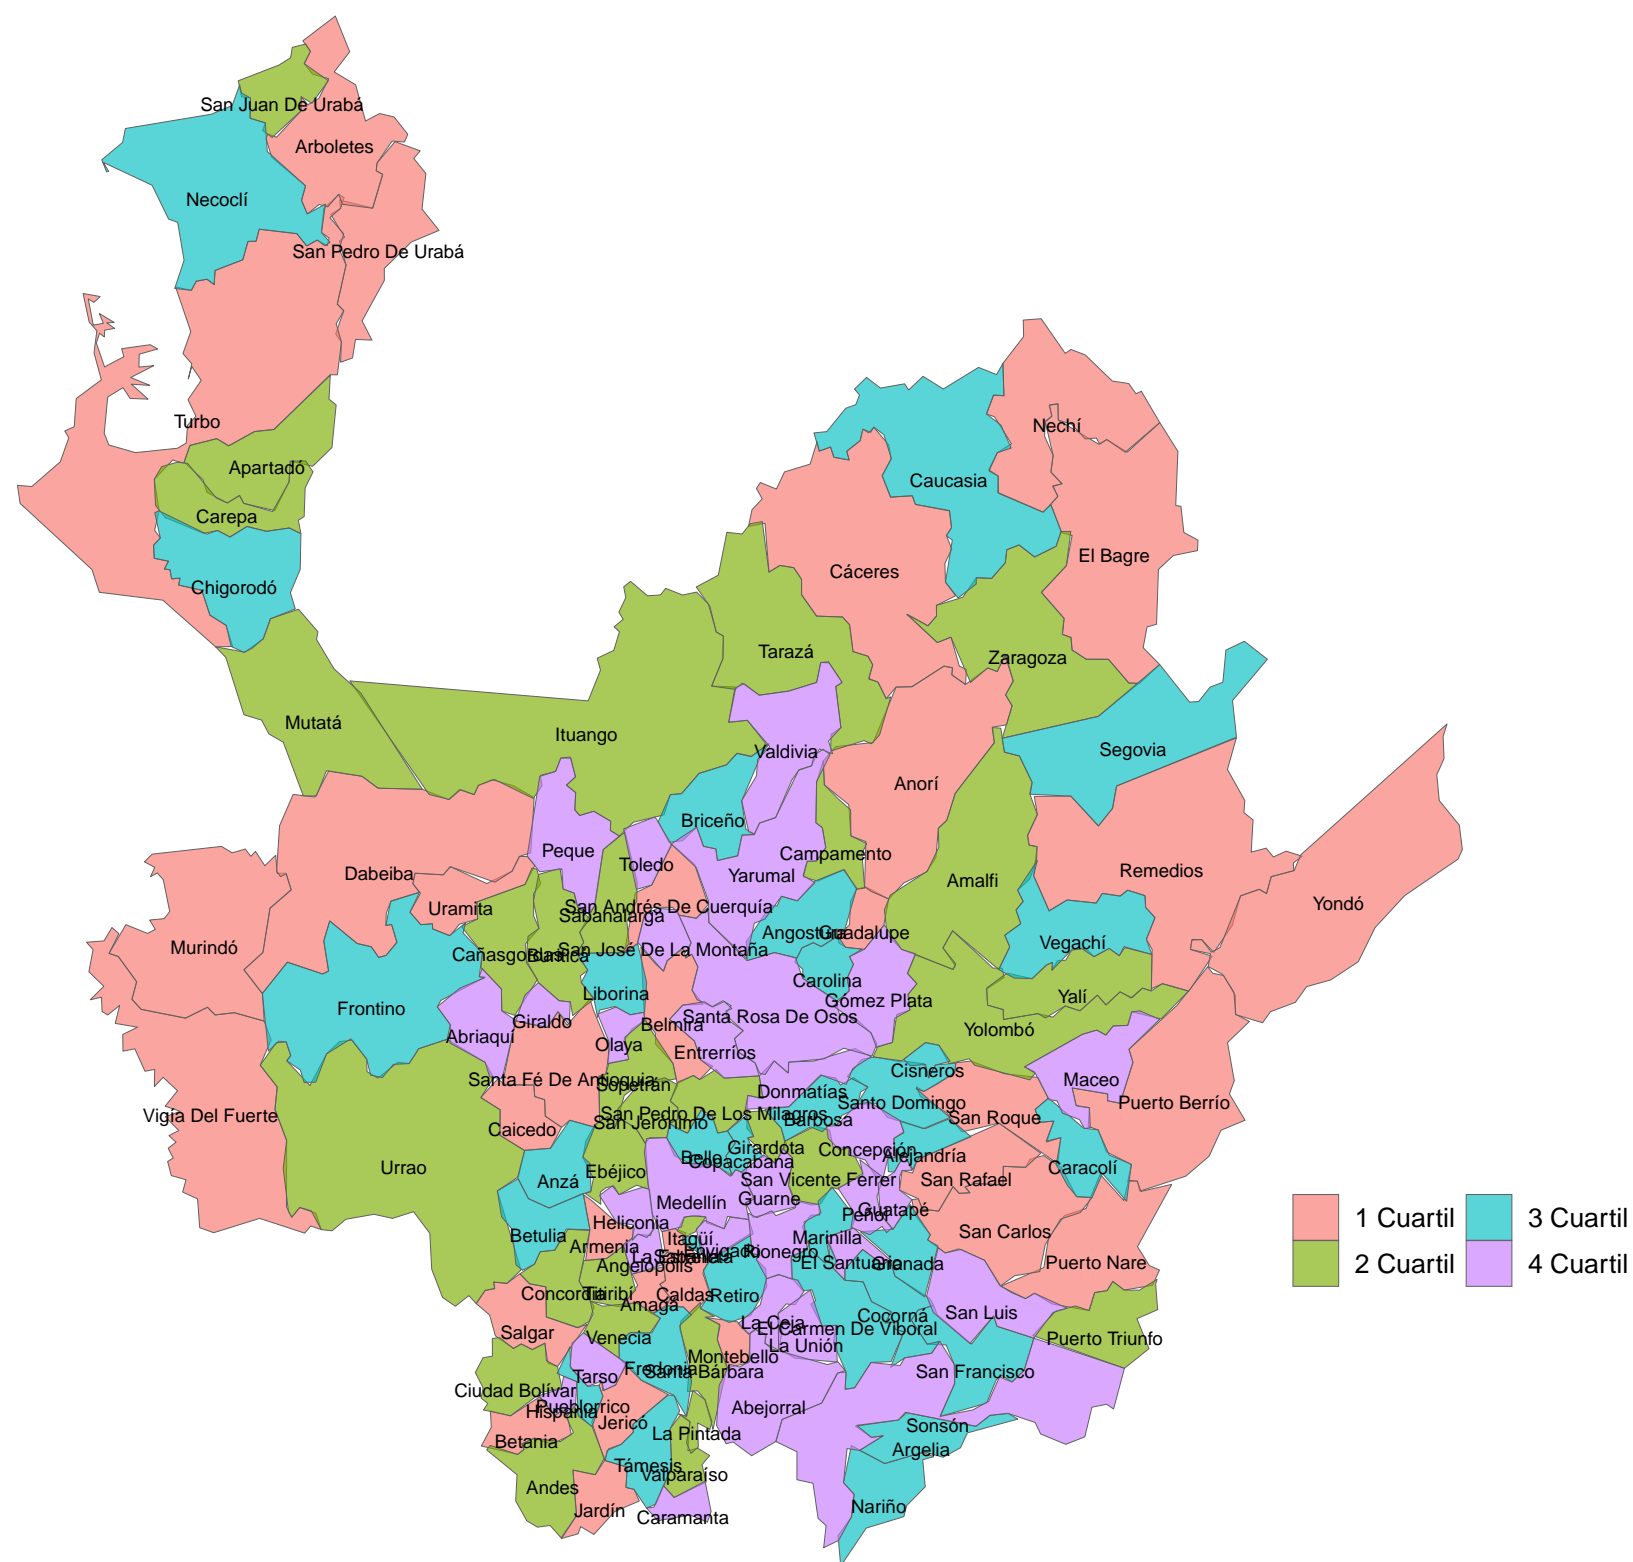 San Juan De Urabá
Arboletes
Necoclí
San Pedro De Urabá
Turbo
Nechí
Apartadó
Caucasia
Carepa
El Bagre
Cáceres
Chigorodó
Tarazá
Zaragoza
Mutatá
Ituango
Segovia
Valdivia
Anorí
Briceño
Peque
Campamento
Toledo
Remedios
Dabeiba
Yarumal
Amalfi
Yondó
San Andrés De Cuerquía
Uramita
Sabanalarga
Angostura
Guadalupe
Vegachí
Murindó
San José De La Montaña
Cañasgordas
Buriticá
Carolina
Liborina
Yalí
Gómez Plata
Frontino
Santa Rosa De Osos
Giraldo
Belmira
Yolombó
Abriaquí
Olaya
Entrerríos
Cisneros
Santa Fé De Antioquia
Maceo
Sopetrán
Donmatías
Santo Domingo
Puerto Berrío
San Pedro De Los Milagros
Vigía Del Fuerte
San Roque
Barbosa
San Jerónimo
Caicedo
Girardota
Concepción
Alejandría
Bello
Copacabana
Urrao
Caracolí
Ebéjico
San Vicente Ferrer
San Rafael
Anzá
Guarne
Medellín
Guatapé
Peñol
1 Cuartil
3 Cuartil
Heliconia
San Carlos
Betulia
Itagüí
Marinilla
Armenia
Envigado
Rionegro
La Estrella
Sabaneta
El Santuario
Granada
Puerto Nare
Angelópolis
2 Cuartil
4 Cuartil
Concordia
Titiribí
Caldas
Retiro
Amagá
San Luis
Cocorná
La Ceja
El Carmen De Viboral
Salgar
Venecia
Puerto Triunfo
La Unión
Montebello
Fredonia
Santa Bárbara
San Francisco
Tarso
Ciudad Bolívar
Pueblorrico
Hispania
Abejorral
Jericó
Sonsón
La Pintada
Betania
Argelia
Támesis
Valparaíso
Andes
Nariño
Jardín
Caramanta